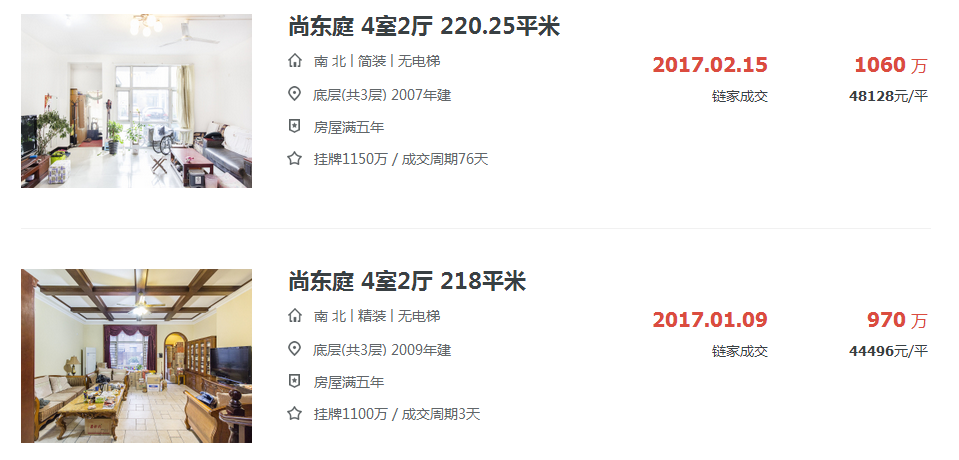 尚东庭 4室2厅 220.25平米
南 北 | 简装 | 无电梯
2017.02.15
1060 万
底层(共3层) 2007年建
链家成交
48128元/平
房屋满五年
挂牌1150万 / 成交周期76天
尚东庭 4室2厅 218平米
南 北 | 精装 | 无电梯
2017.01.09
970 万
底层(共3层) 2009年建
链家成交
44496元/平
房屋满五年
挂牌1100万 / 成交周期3天